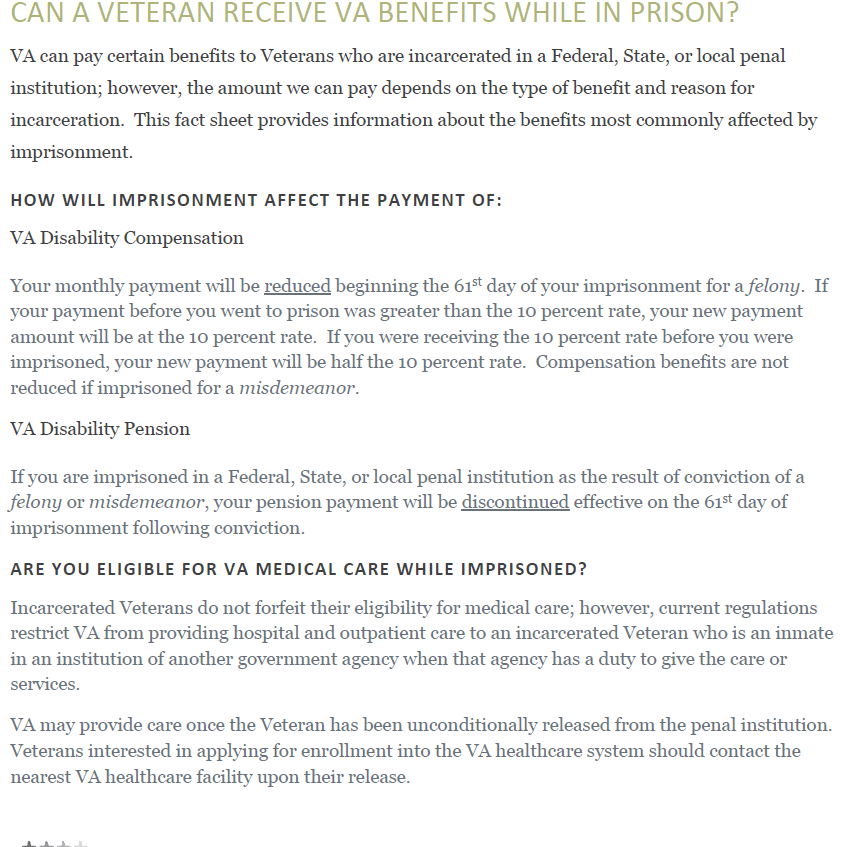 CAN A VETERAN RECEIVE VA BENEFITS WHILE IN PRISON?
VA can pay certain benefits to Veterans who are incarcerated in a Federal, State, or local penal
institution; however, the amount we can pay depends on the type of benefit and reason for
incarceration.  This fact sheet provides information about the benefits most commonly affected by
imprisonment.
HOW WILL IMPRISONMENT AFFECT THE PAYMENT OF:
VA Disability Compensation
Your monthly payment will be reduced beginning the 61st day of your imprisonment for a felony.  If
your payment before you went to prison was greater than the 10 percent rate, your new payment
amount will be at the 10 percent rate.  If you were receiving the 10 percent rate before you were
imprisoned, your new payment will be half the 10 percent rate.  Compensation benefits are not
reduced if imprisoned for a misdemeanor.
VA Disability Pension
If you are imprisoned in a Federal, State, or local penal institution as the result of conviction of a
felony or misdemeanor, your pension payment will be discontinued effective on the 61st day of
imprisonment following conviction.
ARE YOU ELIGIBLE FOR VA MEDICAL CARE WHILE IMPRISONED?
Incarcerated Veterans do not forfeit their eligibility for medical care; however, current regulations
restrict VA from providing hospital and outpatient care to an incarcerated Veteran who is an inmate
in an institution of another government agency when that agency has a duty to give the care or
services.
VA may provide care once the Veteran has been unconditionally released from the penal institution.
Veterans interested in applying for enrollment into the VA healthcare system should contact the
nearest VA healthcare facility upon their release.